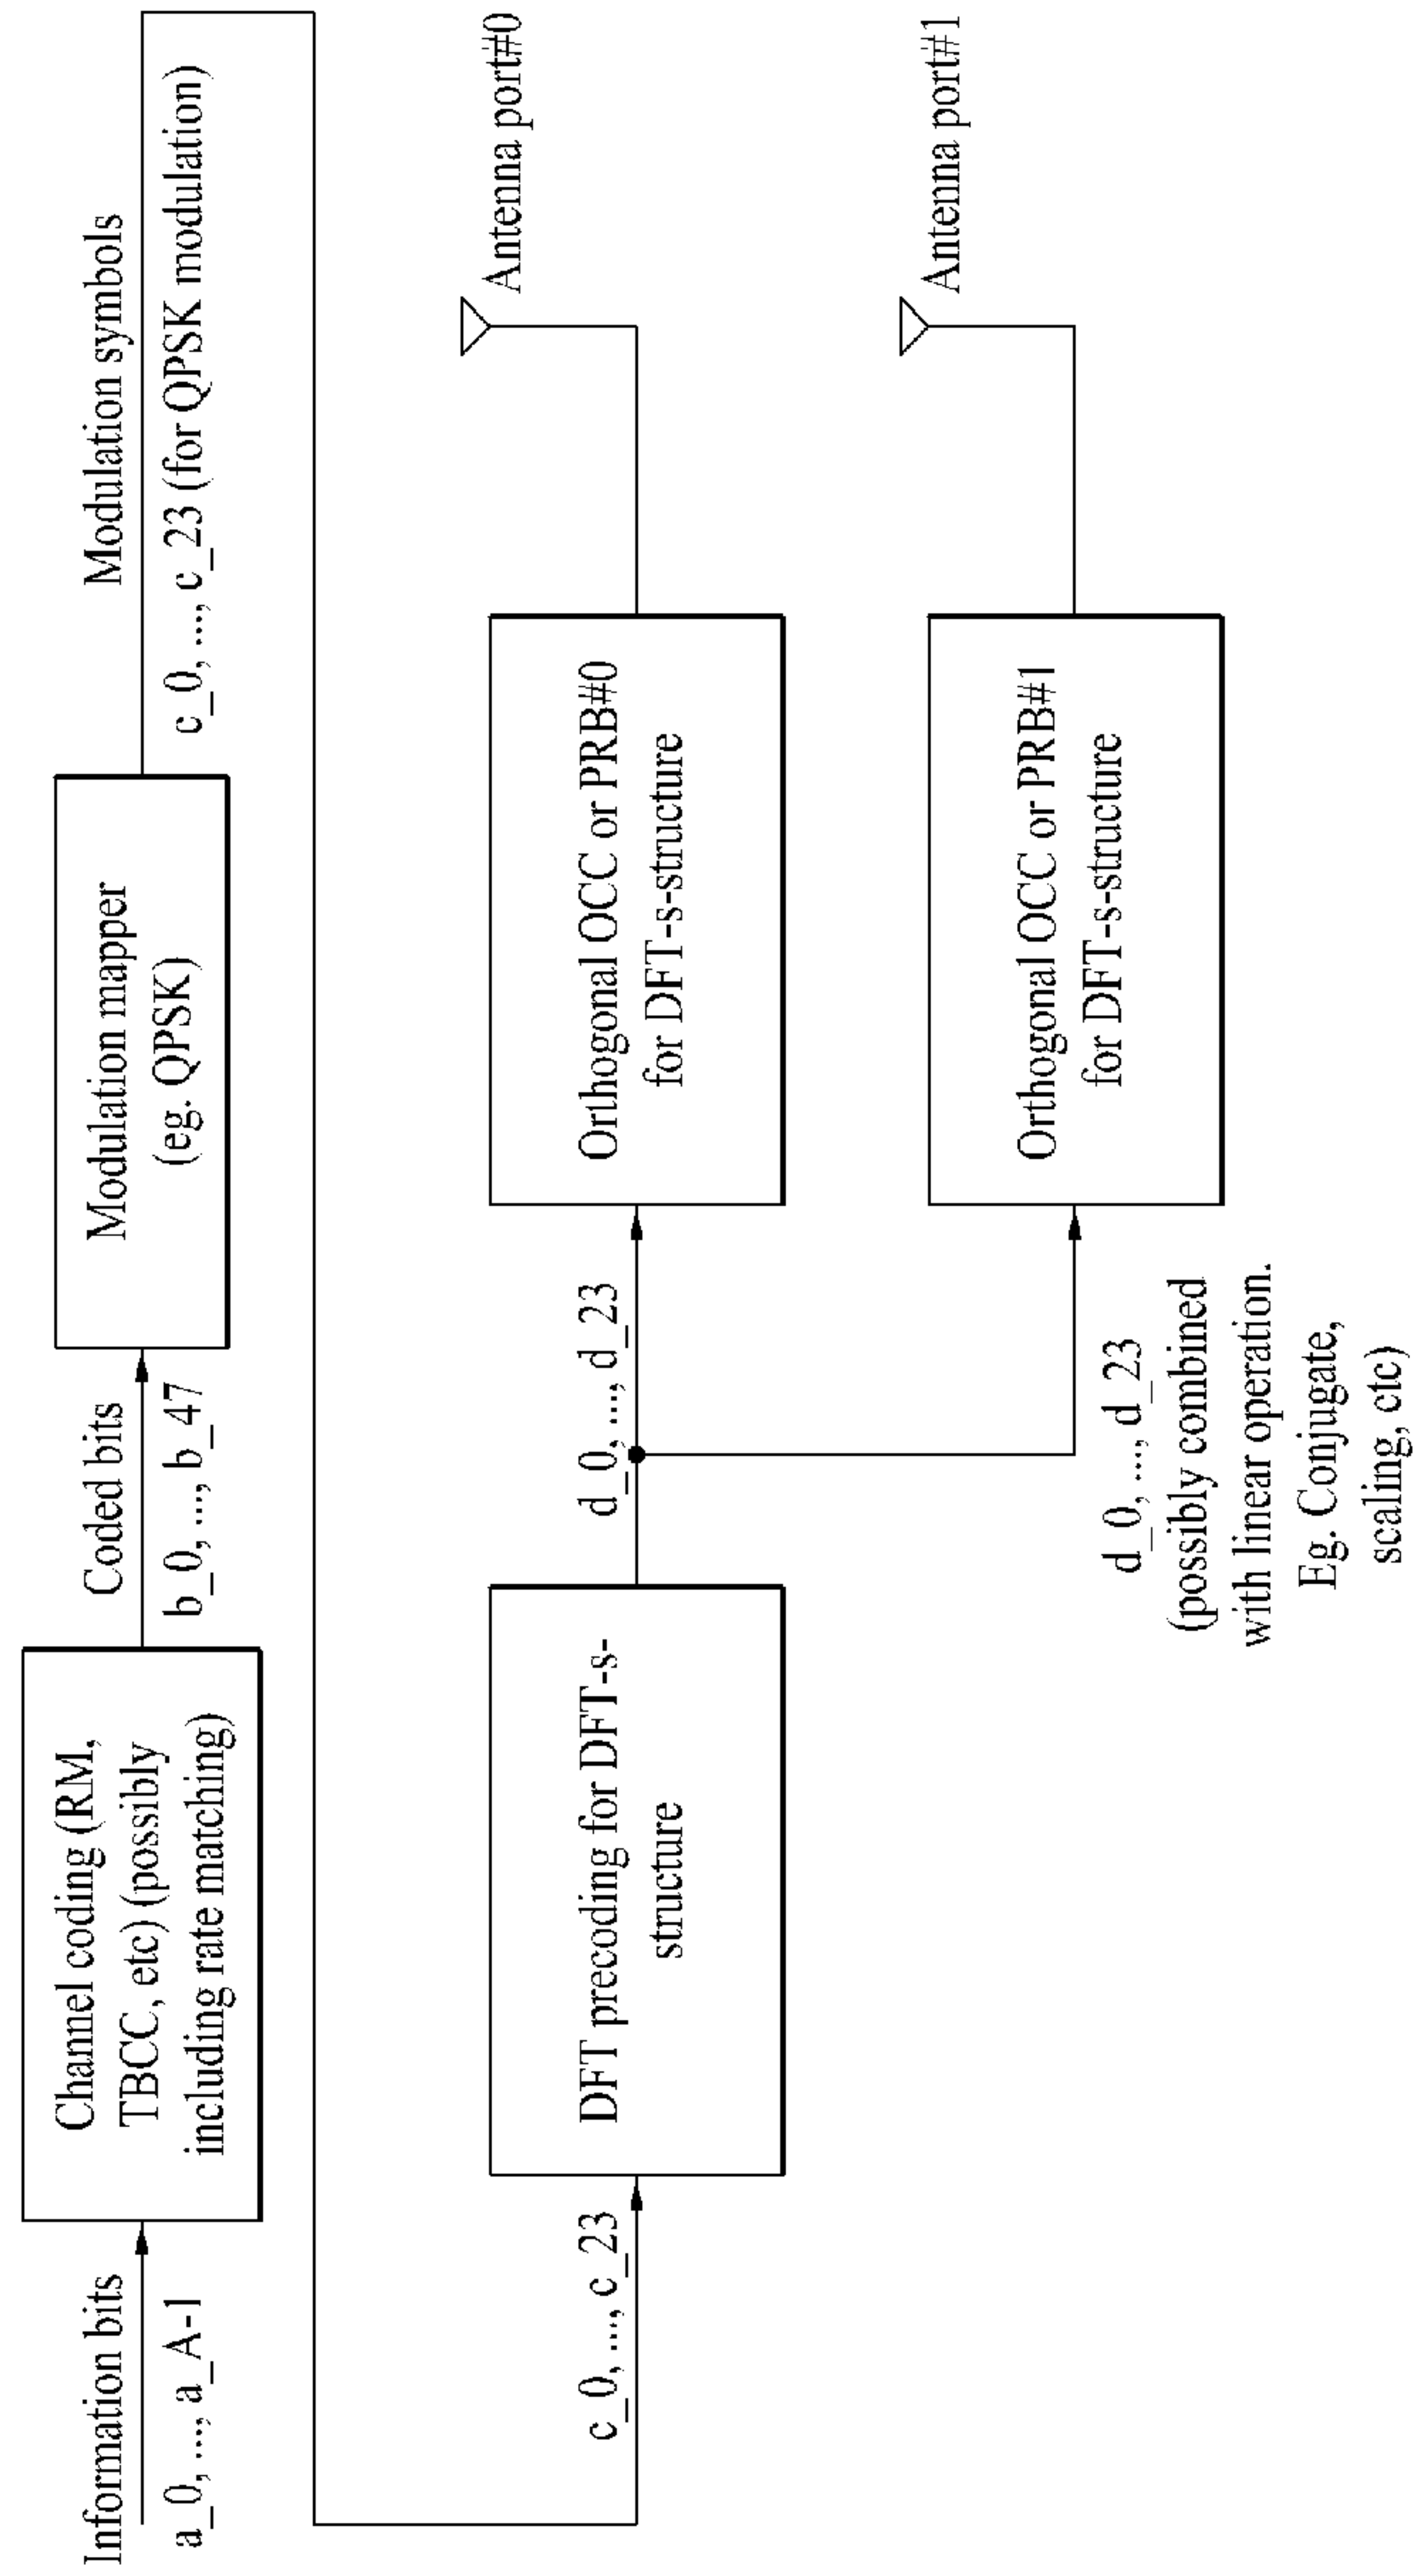 Information bits
a_0, ..., a_A-1
Channel coding (RM,
TBCC, etc) (possibly
including rate matching)
Coded bits
b_0, ..., b_47
Modulation mapper
(eg. QPSK)
Modulation symbols
c_0, ..., c_23 (for QPSK modulation)
c_0, ..., c_23
DFT precoding for DFT-s-
structure
d_0, ..., d_23
Orthogonal OCC or PRB#0
for DFT-s-structure
Antenna port#0
d_0, ..., d_23
(possibly combined
with linear operation.
Eg. Conjugate,
scaling, ctc)
Orthogonal OCC or PRB#1
for DFT-s-structure
Antenna port#1